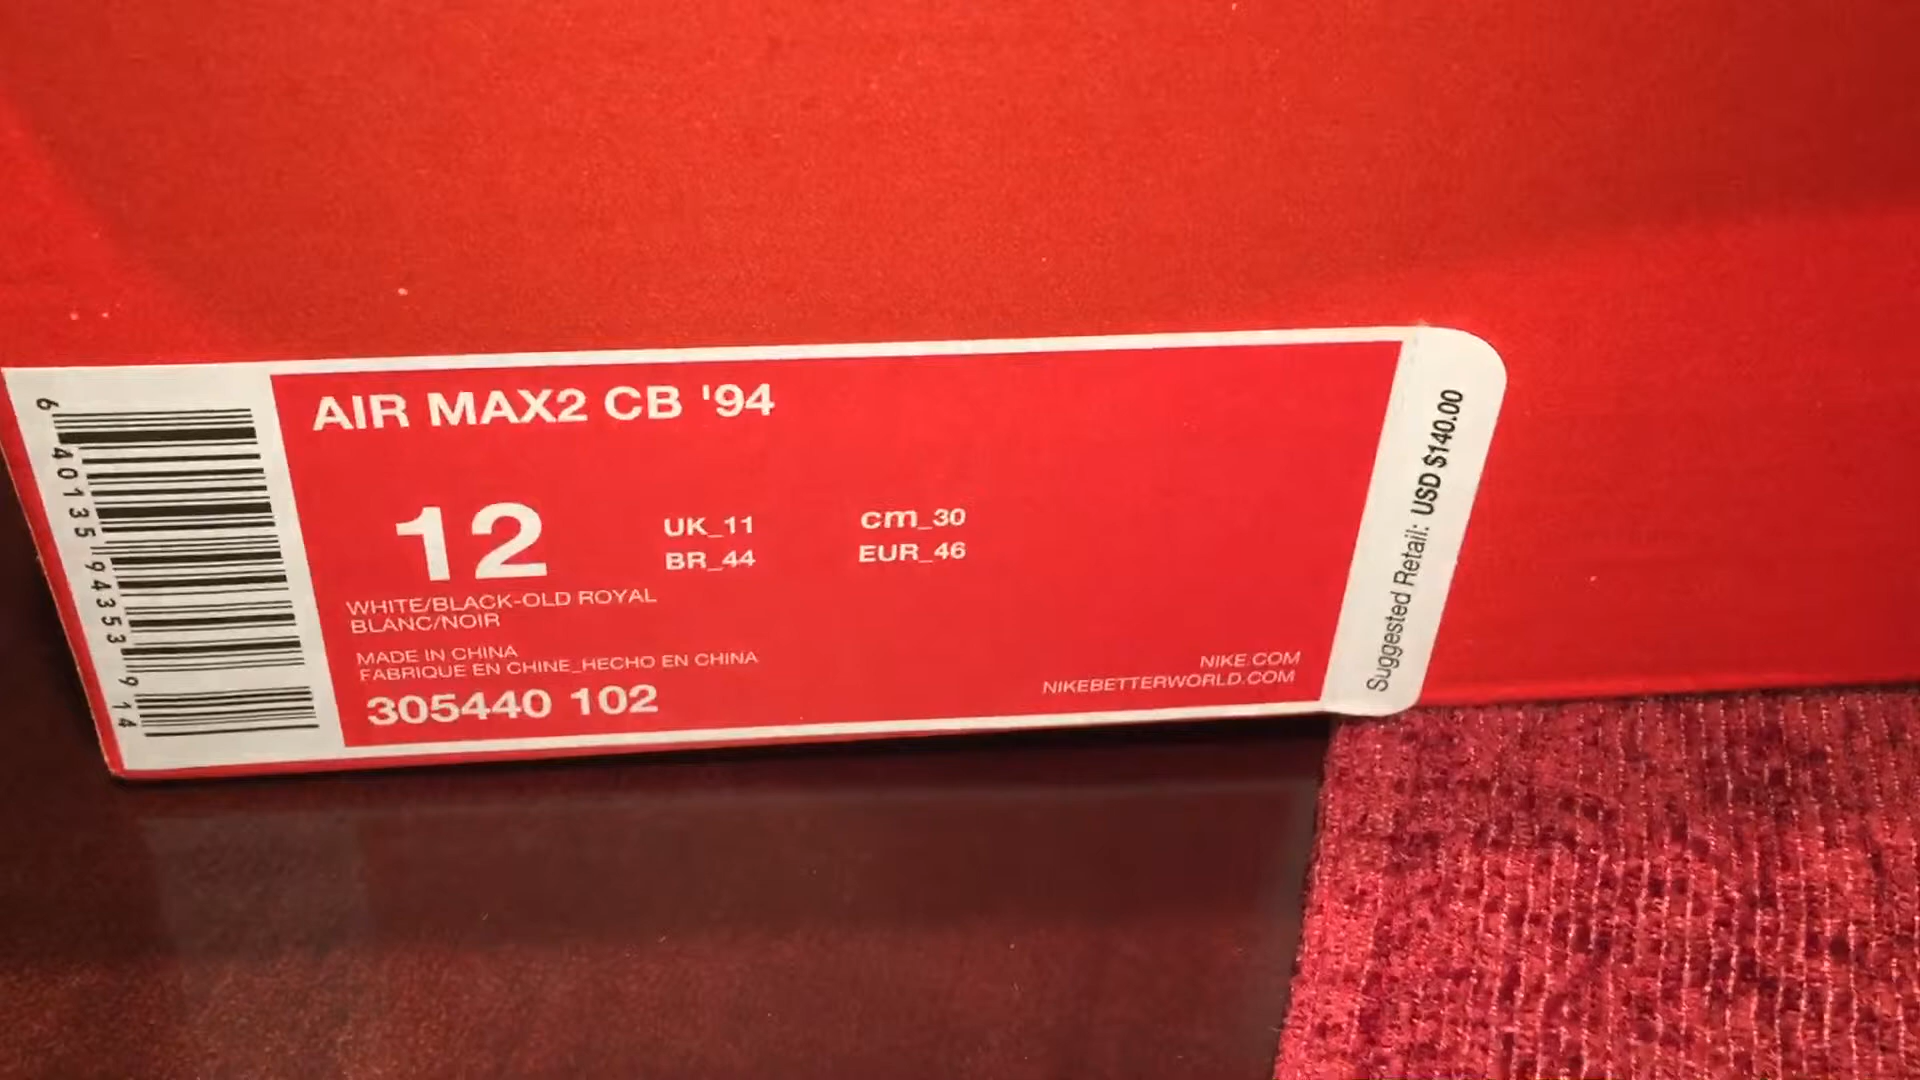 AIR MAX2 CB '94
12
UK_11
BR_44
cm_30
EUR_46
WHITE/BLACK-OLD ROYAL
BLANC/NOIR
MADE IN CHINA
FABRIQUE EN CHINE_HECHO EN CHINA
305440 102
NIKE.COM
NIKEBETTERWORLD.COM
Suggested Retail: USD $140.00
6 40135 94353 9 14